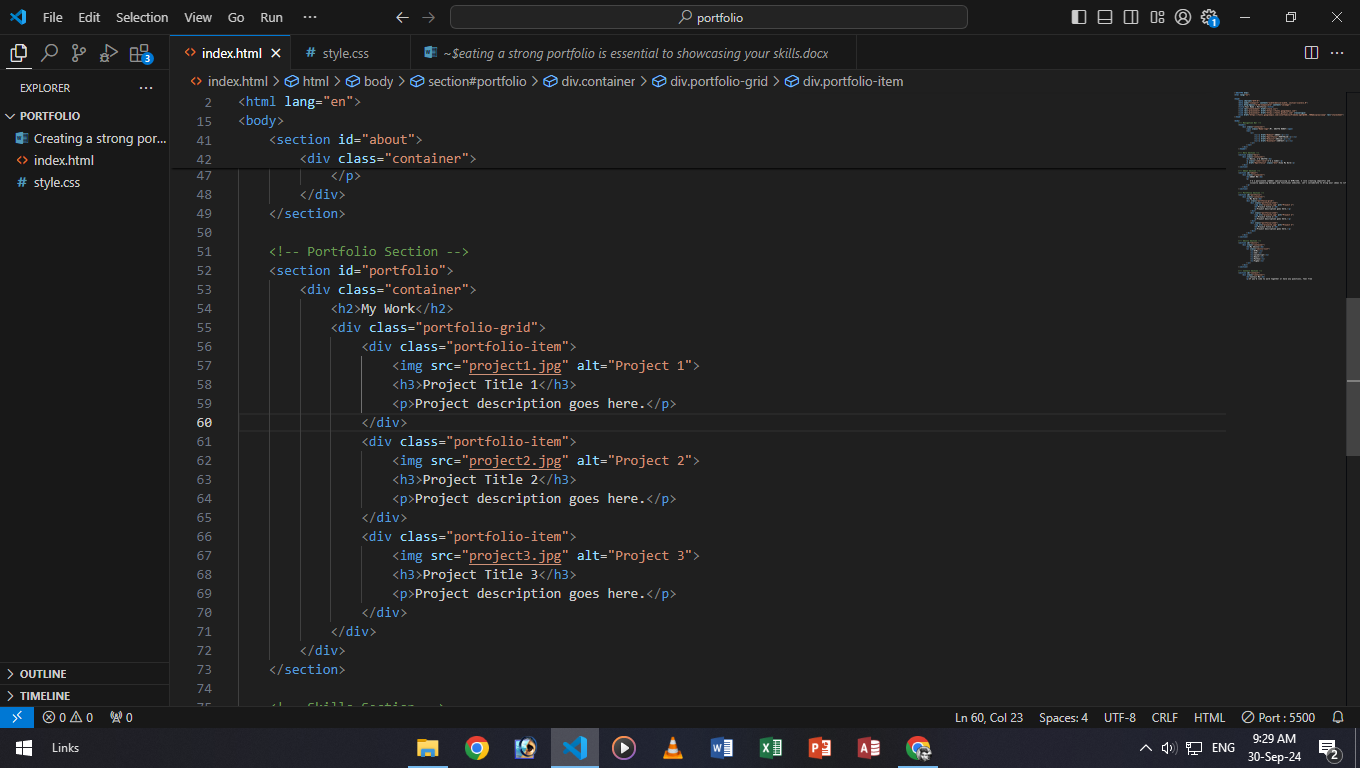 File Edit Selection View Go Run ···
portfolio
1
3
index.html
style.css
~$eating a strong portfolio is essential to showcasing your skills.docx
EXPLORER
index.html > html > body > section#portfolio > div.container > div.portfolio-grid > div.portfolio-item
PORTFOLIO
Creating a strong por...
index.html
style.css
2 <html lang="en">
15 <body>
41 <section id="about">
42 <div class="container">
47 </p>
48 </div>
49 </section>
50
51 <!-- Portfolio Section -->
52 <section id="portfolio">
53 <div class="container">
54 <h2>My Work</h2>
55 <div class="portfolio-grid">
56 <div class="portfolio-item">
57 <img src="project1.jpg" alt="Project 1">
58 <h3>Project Title 1</h3>
59 <p>Project description goes here.</p>
60 </div>
61 <div class="portfolio-item">
62 <img src="project2.jpg" alt="Project 2">
63 <h3>Project Title 2</h3>
64 <p>Project description goes here.</p>
65 </div>
66 <div class="portfolio-item">
67 <img src="project3.jpg" alt="Project 3">
68 <h3>Project Title 3</h3>
69 <p>Project description goes here.</p>
70 </div>
71 </div>
72 </div>
73 </section>
74
75 <!-- Skills Section -->
OUTLINE
TIMELINE
0 0 0
Ln 60, Col 23 Spaces: 4 UTF-8 CRLF HTML Port : 5500
Links
ENG
9:29 AM
30-Sep-24
2